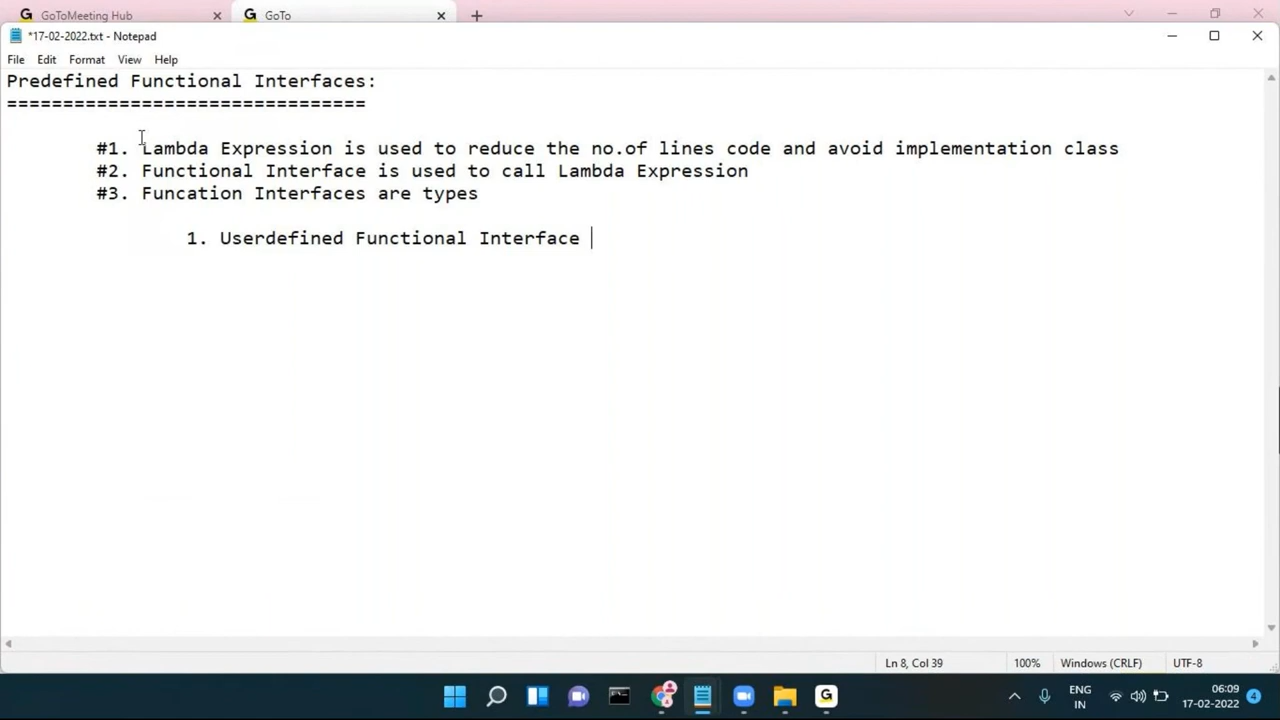 GoToMeeting Hub
GoTo
*17-02-2022.txt - Notepad
File Edit Format View Help
Predefined Functional Interfaces:
================================
#1. Lambda Expression is used to reduce the no.of lines code and avoid implementation class
#2. Functional Interface is used to call Lambda Expression
#3. Funcation Interfaces are types
1. Userdefined Functional Interface
Ln 8, Col 39 100% Windows (CRLF) UTF-8
ENG
IN
06:09
17-02-2022
4